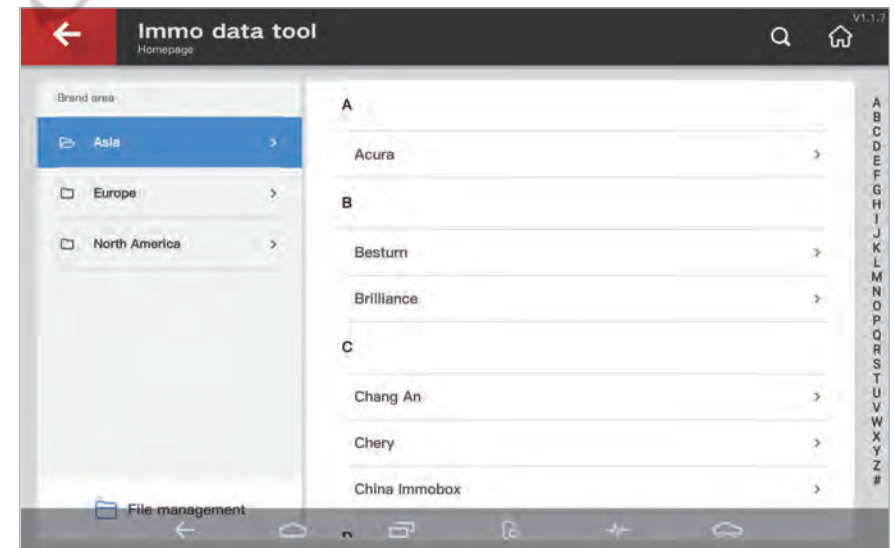 Immo data tool
Homepage
V1.1.7
Brand area
Asia
Europe
North America
File management
A
Acura
B
Besturn
Brilliance
C
Chang An
Chery
China Immobox
A
B
C
D
E
F
G
H
I
J
K
L
M
N
O
P
Q
R
S
T
U
V
W
X
Y
Z
#